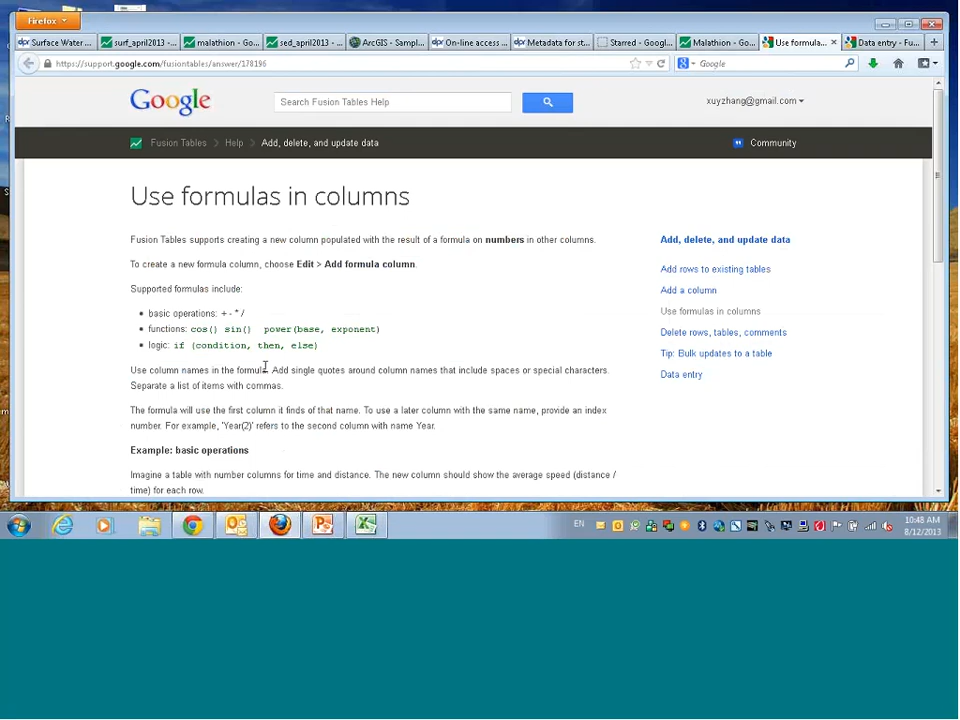 Firefox
Surface Water ...
surf_april2013 -...
malathion - Go...
sed_april2013 - ...
ArcGIS - Sampl...
On-line access ...
Metadata for st...
Starred - Googl...
Malathion - Go...
Use formula...
Data entry - Fu...
https://support.google.com/fusiontables/answer/178196
Google
Google
Search Fusion Tables Help
xuyzhang@gmail.com
Fusion Tables > Help > Add, delete, and update data
Community
Use formulas in columns
Fusion Tables supports creating a new column populated with the result of a formula on numbers in other columns.
To create a new formula column, choose Edit > Add formula column.
Supported formulas include:
• basic operations: + - * /
• functions: cos() sin() power(base, exponent)
• logic: if (condition, then, else)
Use column names in the formula. Add single quotes around column names that include spaces or special characters.
Separate a list of items with commas.
The formula will use the first column it finds of that name. To use a later column with the same name, provide an index
number. For example, 'Year(2)' refers to the second column with name Year.
Example: basic operations
Imagine a table with number columns for time and distance. The new column should show the average speed (distance /
time) for each row.
Add, delete, and update data
Add rows to existing tables
Add a column
Use formulas in columns
Delete rows, tables, comments
Tip: Bulk updates to a table
Data entry
EN
10:48 AM
8/12/2013